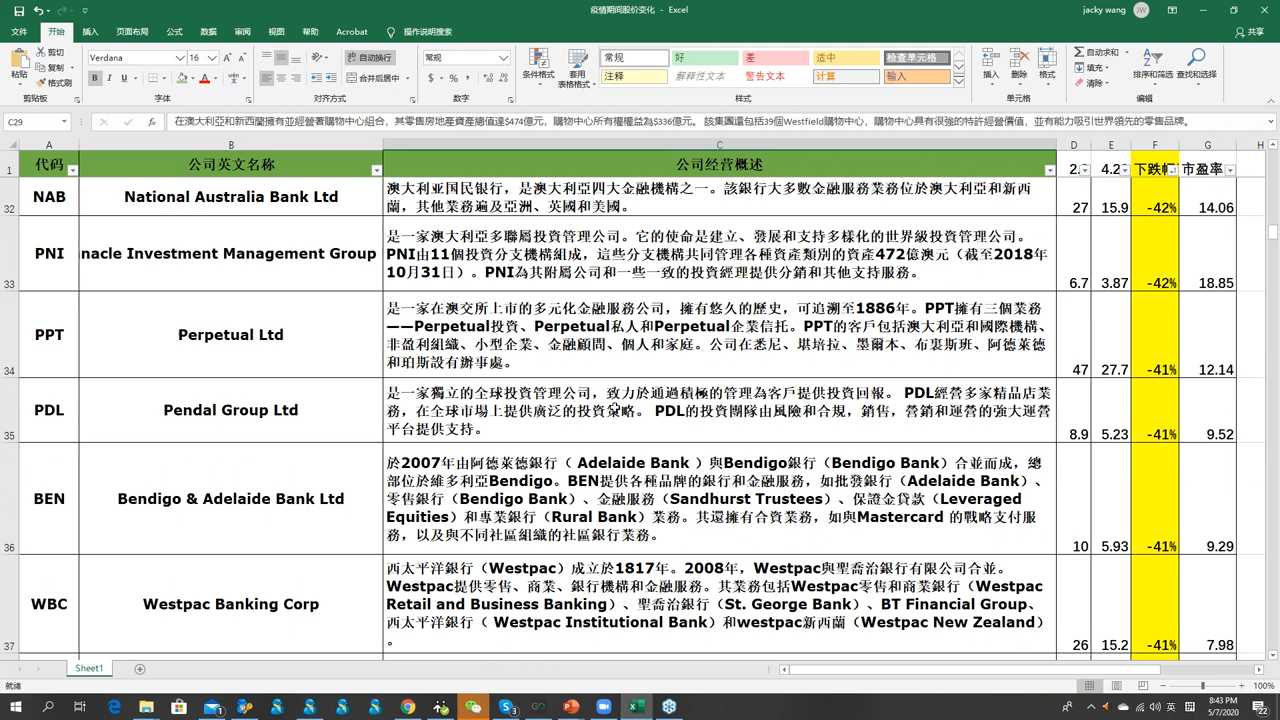 疫情期间股价变化 - Excel
jacky wang
JW
文件 开始 插入 页面布局 公式 数据 审阅 视图 帮助 Acrobat 操作说明搜索
共享
粘贴
剪切
复制
格式刷
剪贴板
Verdana 16
B I U
字体
自动换行
合并后居中
对齐方式
常规
数字
条件格式
套用
表格格式
常规 好 差 适中 检查单元格
注释 解释性文本 警告文本 计算 输入
样式
插入 删除 格式
单元格
自动求和
填充
清除
排序和筛选 查找和选择
编辑
C29
在澳大利亞和新西蘭擁有並經營著購物中心組合，其零售房地產資產總值達$474億元，購物中心所有權權益為$336億元。 該集團還包括39個Westfield購物中心，購物中心具有很強的特許經營價值，並有能力吸引世界領先的零售品牌。
A B C D E F G H
1 代码 公司英文名称 公司经营概述 2. 4.2 下跌幅 市盈率
32 NAB National Australia Bank Ltd
澳大利亚国民银行，是澳大利亞四大金融機構之一。該銀行大多數金融服務業務位於澳大利亞和新西
蘭，其他業務遍及亞洲、英國和美國。
27 15.9 -42% 14.06
33 PNI nnacle Investment Management Group
是一家澳大利亞多聯屬投資管理公司。它的使命是建立、發展和支持多樣化的世界級投資管理公司。
PNI由11個投資分支機構組成，這些分支機構共同管理各種資產類別的資產472億澳元（截至2018年
10月31日）。PNI為其附屬公司和一些一致的投資經理提供分銷和其他支持服務。
6.7 3.87 -42% 18.85
34 PPT Perpetual Ltd
是一家在澳交所上市的多元化金融服務公司，擁有悠久的歷史，可追溯至1886年。PPT擁有三個業務
——Perpetual投資、Perpetual私人和Perpetual企業信托。PPT的客戶包括澳大利亞和國際機構、
非盈利組織、小型企業、金融顧問、個人和家庭。公司在悉尼、堪培拉、墨爾本、布裏斯班、阿德萊德
和珀斯設有辦事處。
47 27.7 -41% 12.14
35 PDL Pendal Group Ltd
是一家獨立的全球投資管理公司，致力於通過積極的管理為客戶提供投資回報。 PDL經營多家精品店業
務，在全球市場上提供廣泛的投資策略。 PDL的投資團隊由風險和合規，銷售，營銷和運營的強大運營
平台提供支持。
8.9 5.23 -41% 9.52
36 BEN Bendigo & Adelaide Bank Ltd
於2007年由阿德萊德銀行（ Adelaide Bank ）與Bendigo銀行（Bendigo Bank）合並而成，總
部位於維多利亞Bendigo。BEN提供各種品牌的銀行和金融服務，如批發銀行（Adelaide Bank）、
零售銀行（Bendigo Bank）、金融服務（Sandhurst Trustees）、保證金貸款（Leveraged
Equities）和專業銀行（Rural Bank）業務。其還擁有合資業務，如與Mastercard 的戰略支付服
務，以及與不同社區組織的社區銀行業務。
10 5.93 -41% 9.29
37 WBC Westpac Banking Corp
西太平洋銀行（Westpac）成立於1817年。2008年，Westpac與聖喬治銀行有限公司合並。
Westpac提供零售、商業、銀行機構和金融服務。其業務包括Westpac零售和商業銀行（Westpac
Retail and Business Banking）、聖喬治銀行（St. George Bank）、BT Financial Group、
西太平洋銀行（ Westpac Institutional Bank）和westpac新西蘭（Westpac New Zealand）
。
26 15.2 -41% 7.98
Sheet1
就绪
100%
英
8:43 PM
5/7/2020
22